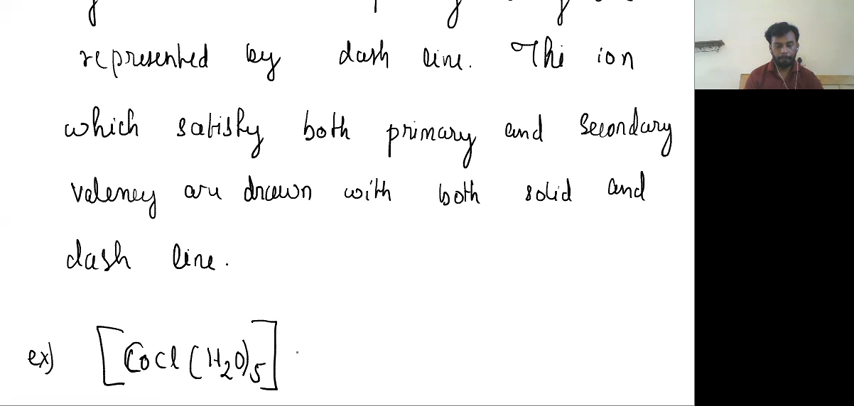 represented by dash line. The ion
which satisfy both primary and secondary
valency are drawn with both solid and
dash line.
ex) [CoCl(H₂O)₅]